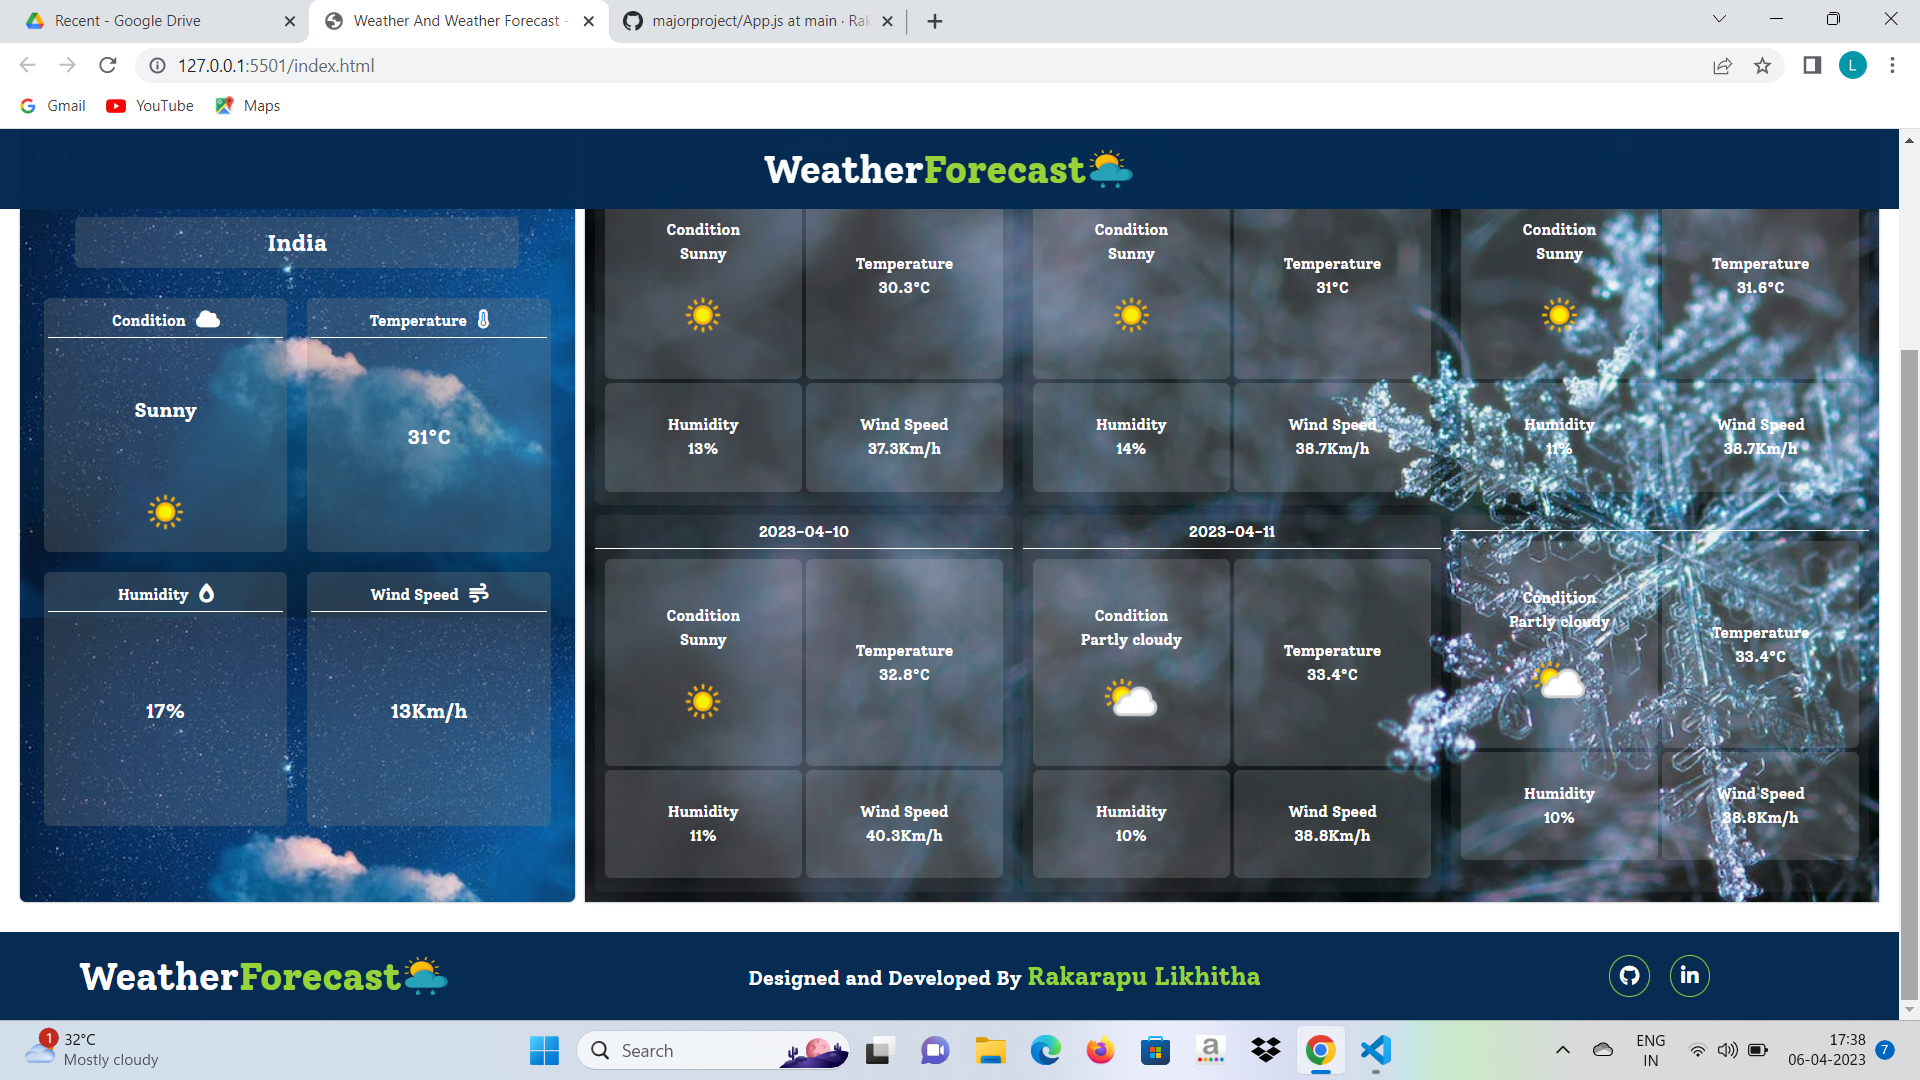 Recent - Google Drive
Weather And Weather Forecast -
majorproject/App.js at main · Rak
127.0.0.1:5501/index.html
L
Gmail
YouTube
Maps
WeatherForecast
India
Condition
Temperature
Sunny
31°C
Humidity
Wind Speed
17%
13Km/h
Condition
Sunny
Temperature
30.3°C
Humidity
13%
Wind Speed
37.3Km/h
Condition
Sunny
Temperature
31°C
Humidity
14%
Wind Speed
38.7Km/h
Condition
Sunny
Temperature
31.6°C
Humidity
11%
Wind Speed
38.7Km/h
2023-04-10
Condition
Sunny
Temperature
32.8°C
Humidity
11%
Wind Speed
40.3Km/h
2023-04-11
Condition
Partly cloudy
Temperature
33.4°C
Humidity
10%
Wind Speed
38.8Km/h
Condition
Partly cloudy
Temperature
33.4°C
Humidity
10%
Wind Speed
38.8Km/h
WeatherForecast
Designed and Developed By Rakarapu Likhitha
in
1
32°C
Mostly cloudy
Search
a
ENG
IN
17:38
06-04-2023
7